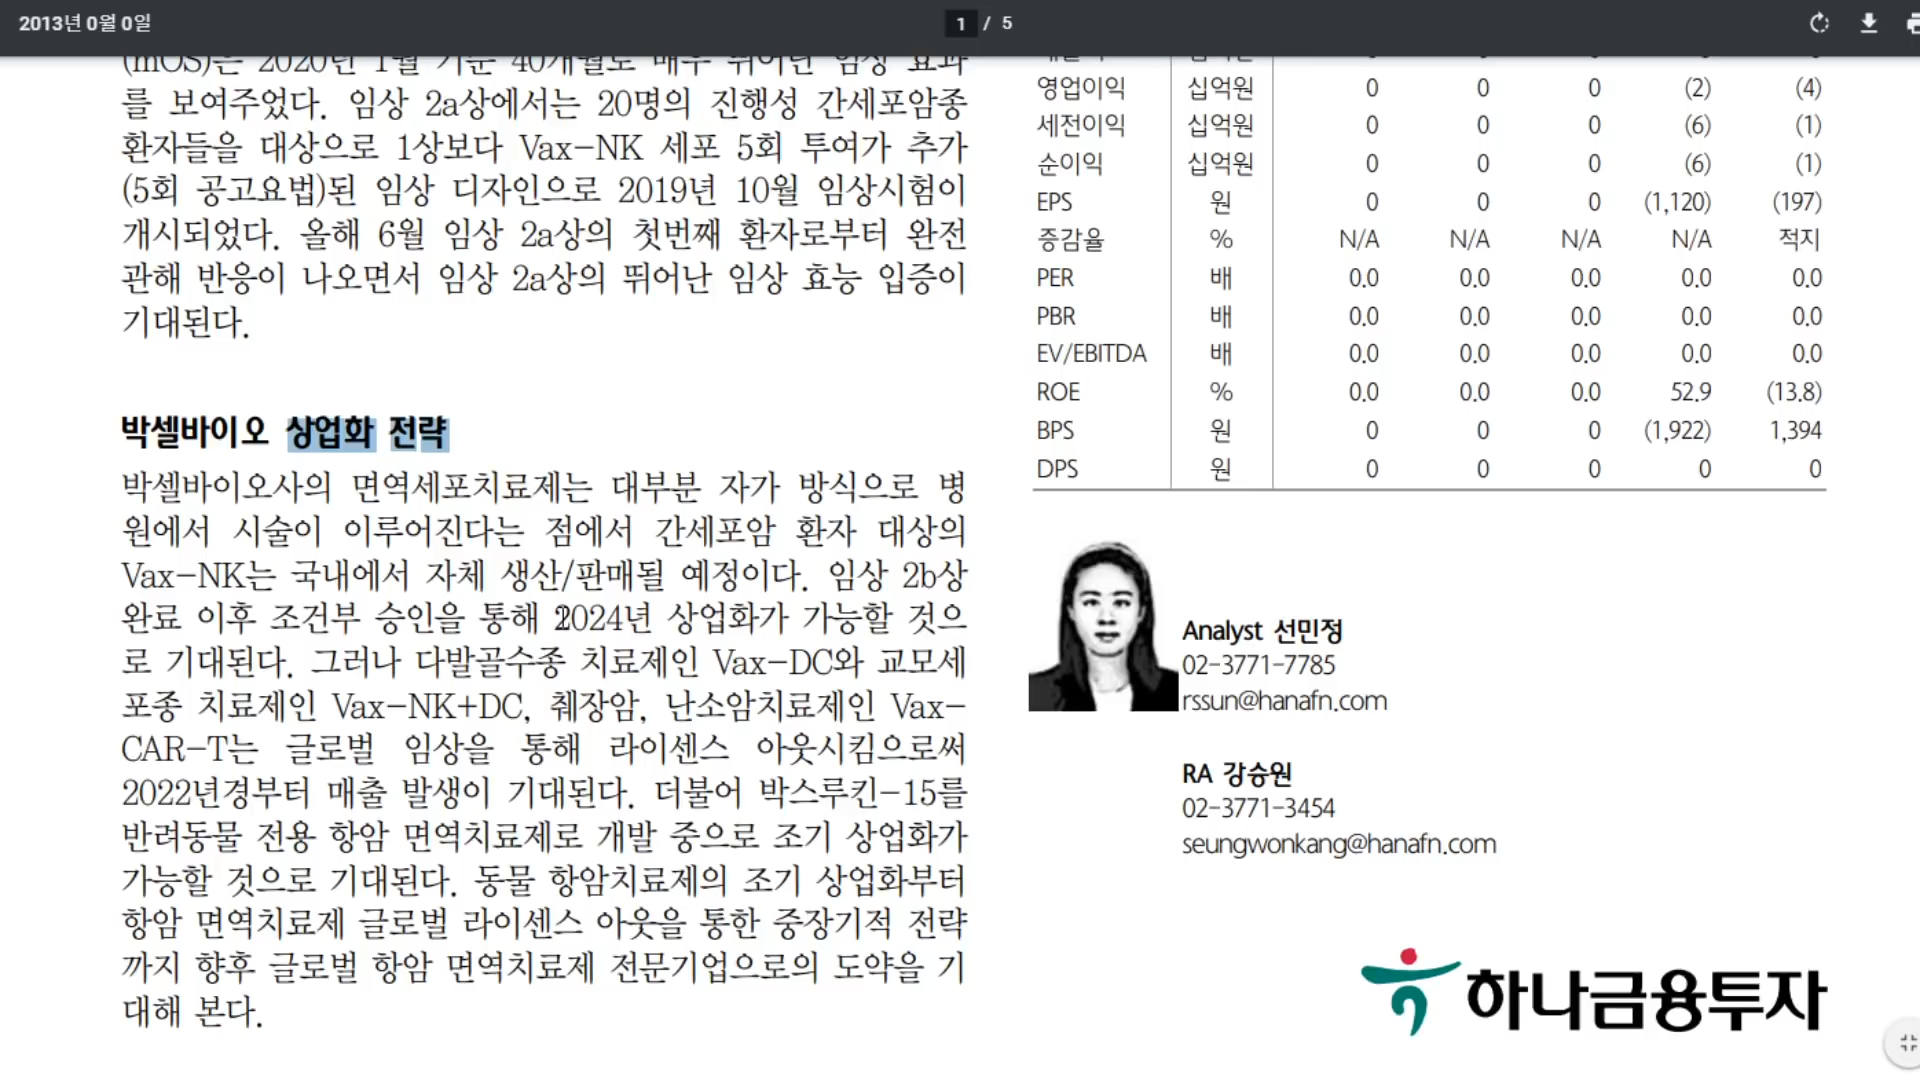 2013년 0월 0일
1 / 5
(mOS)은 2020년 1월 기준 40개월로 매우 뛰어난 임상 효과
를 보여주었다. 임상 2a상에서는 20명의 진행성 간세포암종
환자들을 대상으로 1상보다 Vax-NK 세포 5회 투여가 추가
(5회 공고요법)된 임상 디자인으로 2019년 10월 임상시험이
개시되었다. 올해 6월 임상 2a상의 첫번째 환자로부터 완전
관해 반응이 나오면서 임상 2a상의 뛰어난 임상 효능 입증이
기대된다.
박셀바이오 상업화 전략
박셀바이오사의 면역세포치료제는 대부분 자가 방식으로 병
원에서 시술이 이루어진다는 점에서 간세포암 환자 대상의
Vax-NK는 국내에서 자체 생산/판매될 예정이다. 임상 2b상
완료 이후 조건부 승인을 통해 2024년 상업화가 가능할 것으
로 기대된다. 그러나 다발골수종 치료제인 Vax-DC와 교모세
포종 치료제인 Vax-NK+DC, 췌장암, 난소암치료제인 Vax-
CAR-T는 글로벌 임상을 통해 라이센스 아웃시킴으로써
2022년경부터 매출 발생이 기대된다. 더불어 박스루킨-15를
반려동물 전용 항암 면역치료제로 개발 중으로 조기 상업화가
가능할 것으로 기대된다. 동물 항암치료제의 조기 상업화부터
항암 면역치료제 글로벌 라이센스 아웃을 통한 중장기적 전략
까지 향후 글로벌 항암 면역치료제 전문기업으로의 도약을 기
대해 본다.
영업이익 십억원 0 0 0 (2) (4)
세전이익 십억원 0 0 0 (6) (1)
순이익 십억원 0 0 0 (6) (1)
EPS 원 0 0 0 (1,120) (197)
증감율 % N/A N/A N/A N/A 적지
PER 배 0.0 0.0 0.0 0.0 0.0
PBR 배 0.0 0.0 0.0 0.0 0.0
EV/EBITDA 배 0.0 0.0 0.0 0.0 0.0
ROE % 0.0 0.0 0.0 52.9 (13.8)
BPS 원 0 0 0 (1,922) 1,394
DPS 원 0 0 0 0 0
Analyst 선민정
02-3771-7785
rssun@hanafn.com
RA 강승원
02-3771-3454
seungwonkang@hanafn.com
하나금융투자